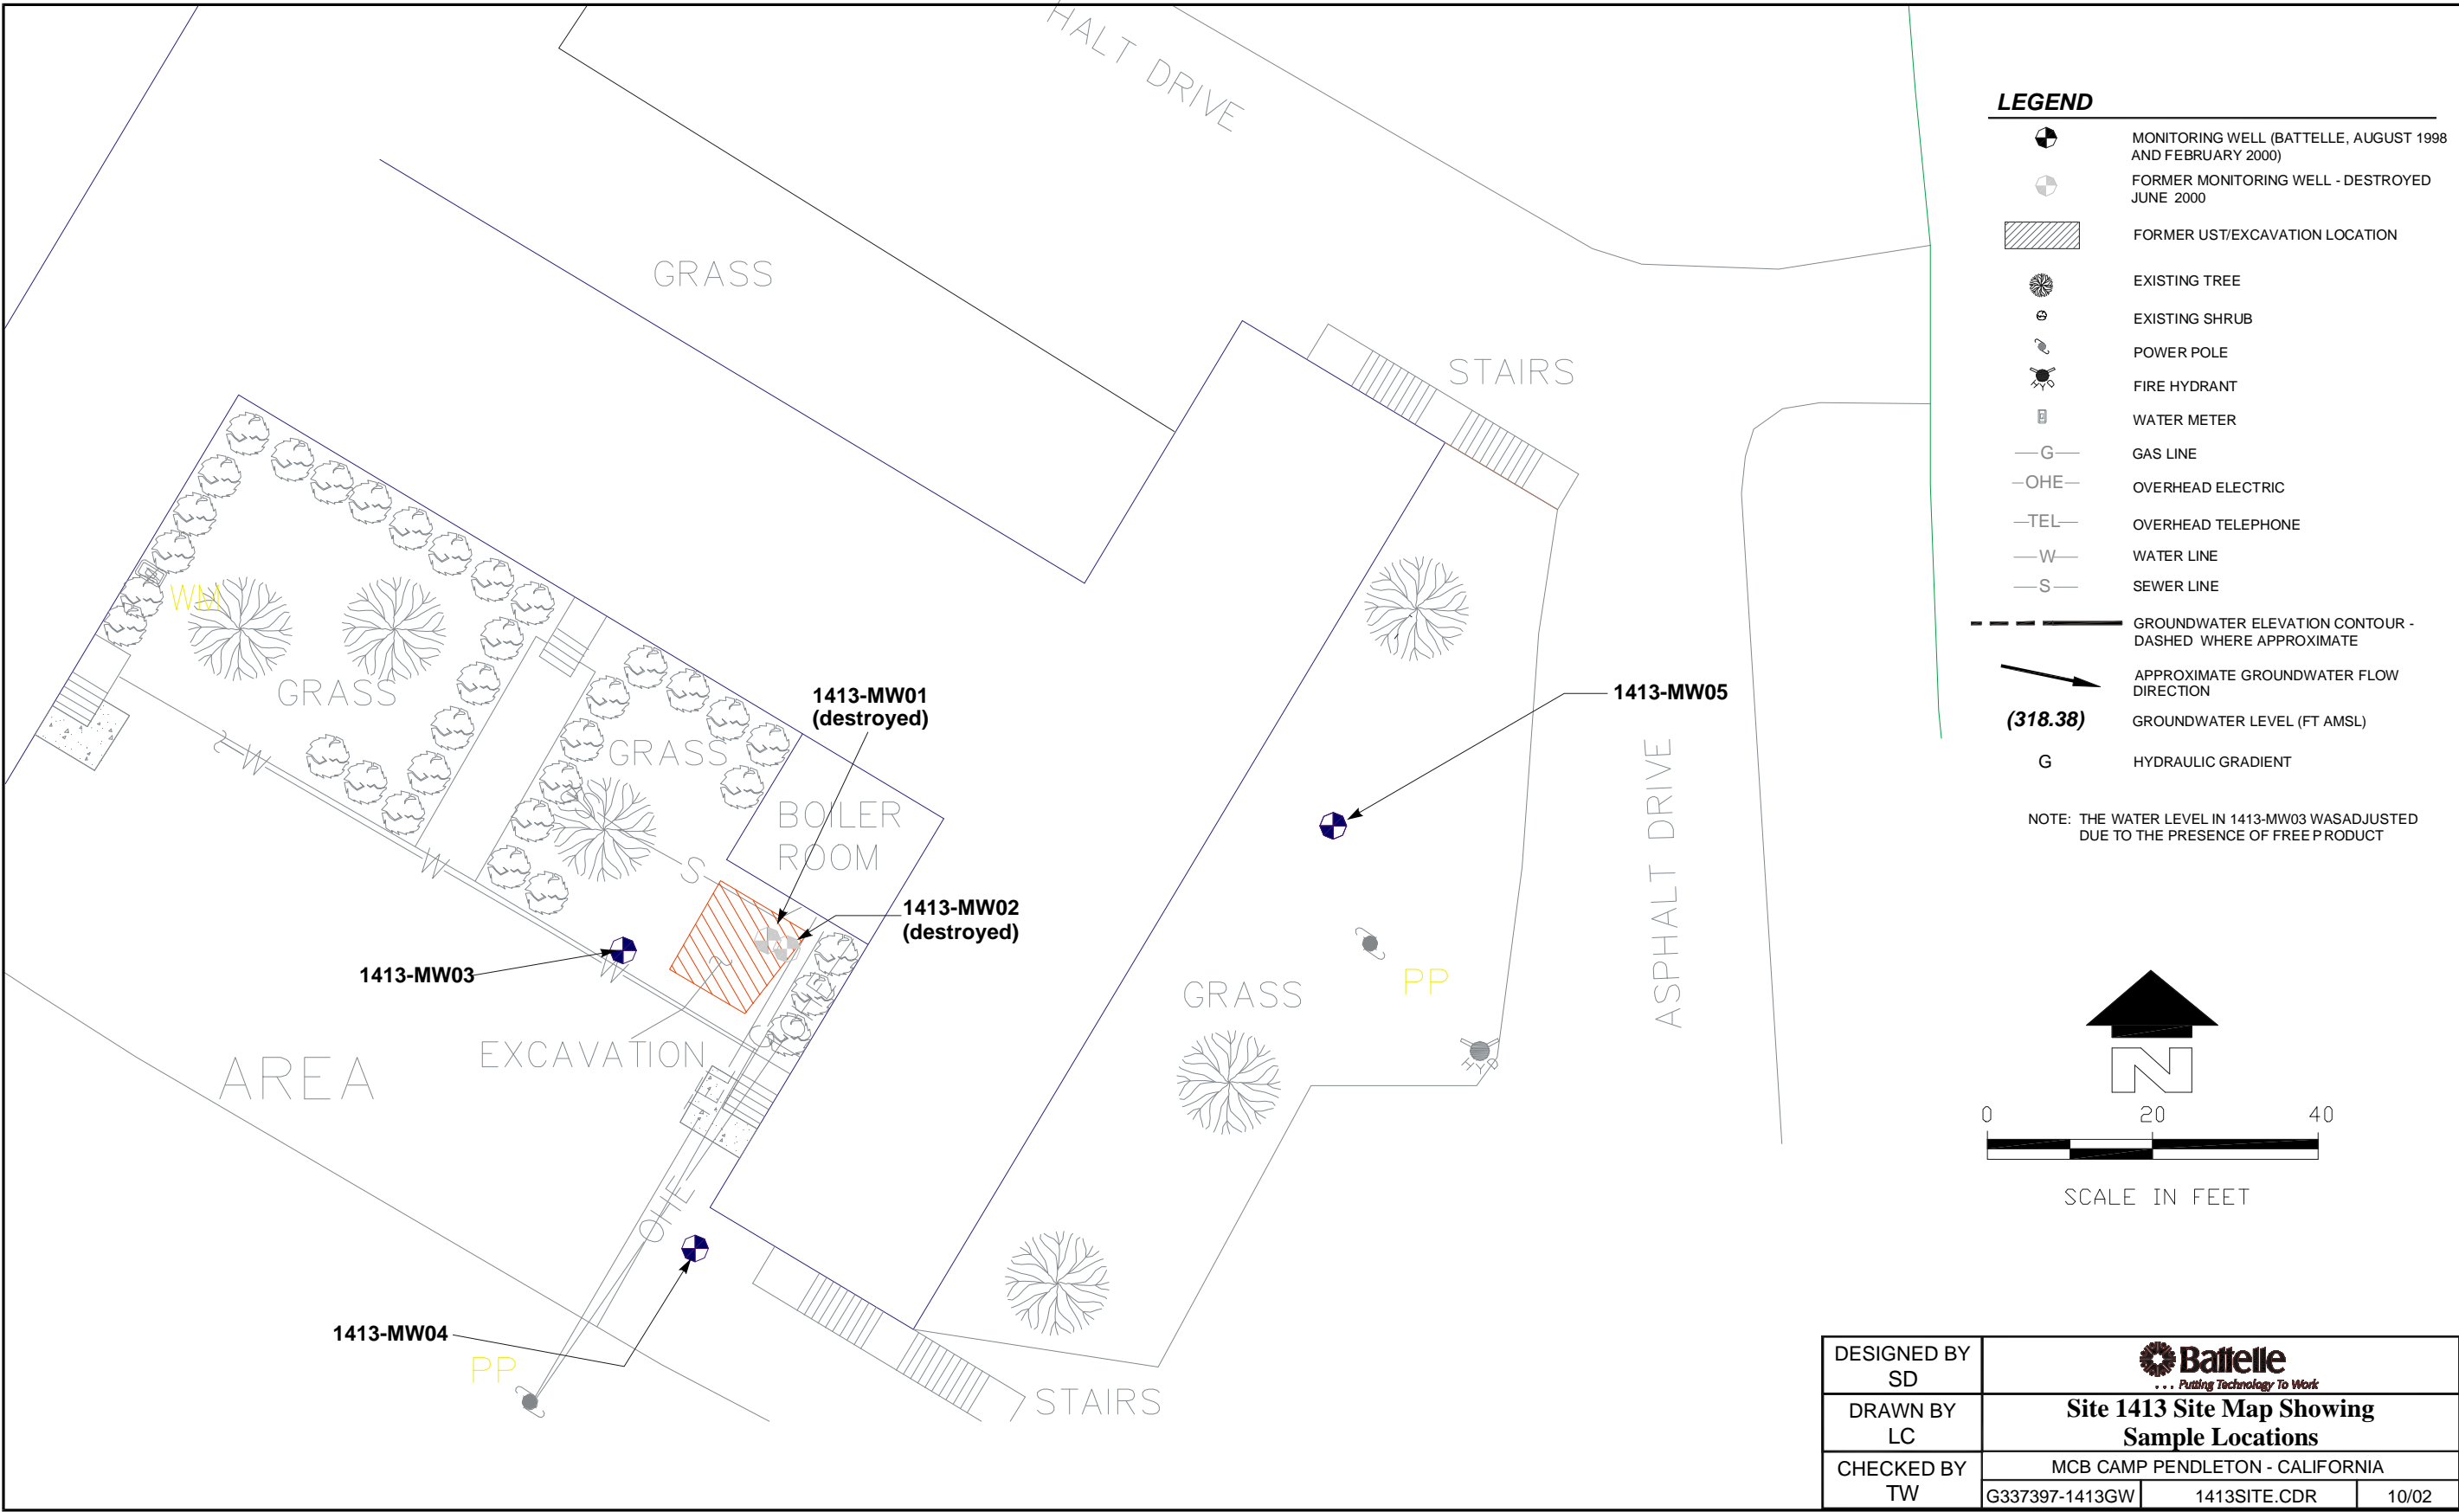 HALT DRIVE
GRASS
STAIRS
WM
GRASS
1413-MW01
(destroyed)
GRASS
W
S
BOILER
ROOM
W
S
1413-MW02
(destroyed)
1413-MW03
W
EXCAVATION
AREA
G
OHE
1413-MW04
PP
STAIRS
1413-MW05
ASPHALT DRIVE
PP
GRASS
HYD
LEGEND
MONITORING WELL (BATTELLE, AUGUST 1998
AND FEBRUARY 2000)
FORMER MONITORING WELL - DESTROYED
JUNE 2000
FORMER UST/EXCAVATION LOCATION
EXISTING TREE
EXISTING SHRUB
POWER POLE
HYD
FIRE HYDRANT
WATER METER
G
GAS LINE
OHE
OVERHEAD ELECTRIC
TEL
OVERHEAD TELEPHONE
W
WATER LINE
S
SEWER LINE
GROUNDWATER ELEVATION CONTOUR -
DASHED WHERE APPROXIMATE
APPROXIMATE GROUNDWATER FLOW
DIRECTION
(318.38) GROUNDWATER LEVEL (FT AMSL)
G HYDRAULIC GRADIENT
NOTE: THE WATER LEVEL IN 1413-MW03 WASADJUSTED
DUE TO THE PRESENCE OF FREE PRODUCT
N
0 20 40
SCALE IN FEET
DESIGNED BY
SD
Battelle
... Putting Technology To Work
DRAWN BY
LC
Site 1413 Site Map Showing
Sample Locations
CHECKED BY
TW
MCB CAMP PENDLETON - CALIFORNIA
G337397-1413GW 1413SITE.CDR 10/02